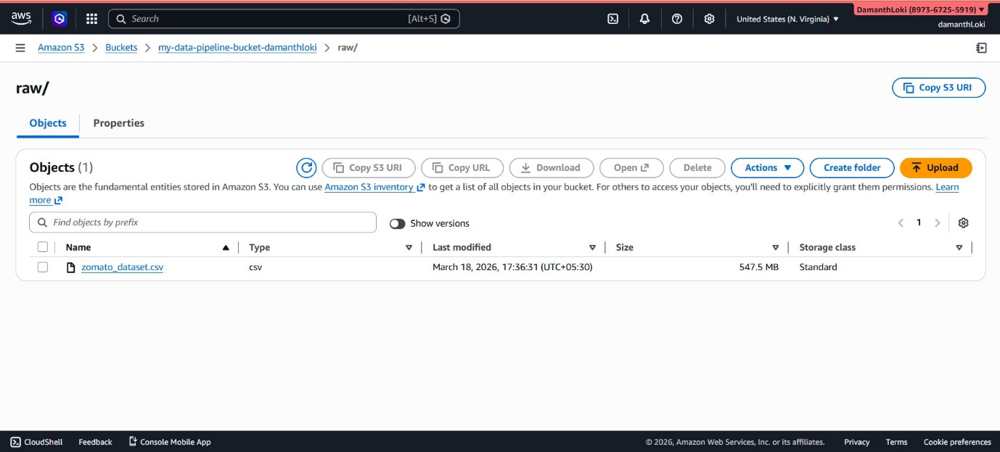 aws
Search [Alt+S]
United States (N. Virginia)
DamanthLoki (8973-6725-5919)
damanthLoki
Amazon S3 > Buckets > my-data-pipeline-bucket-damanthloki > raw/
raw/
Copy S3 URI
Objects Properties
Objects (1) Copy S3 URI Copy URL Download Open Delete Actions Create folder Upload
Objects are the fundamental entities stored in Amazon S3. You can use Amazon S3 inventory to get a list of all objects in your bucket. For others to access your objects, you'll need to explicitly grant them permissions. Learn
more
Find objects by prefix Show versions 1
Name Type Last modified Size Storage class
zomato_dataset.csv csv March 18, 2026, 17:36:31 (UTC+05:30) 547.5 MB Standard
CloudShell Feedback Console Mobile App © 2026, Amazon Web Services, Inc. or its affiliates. Privacy Terms Cookie preferences